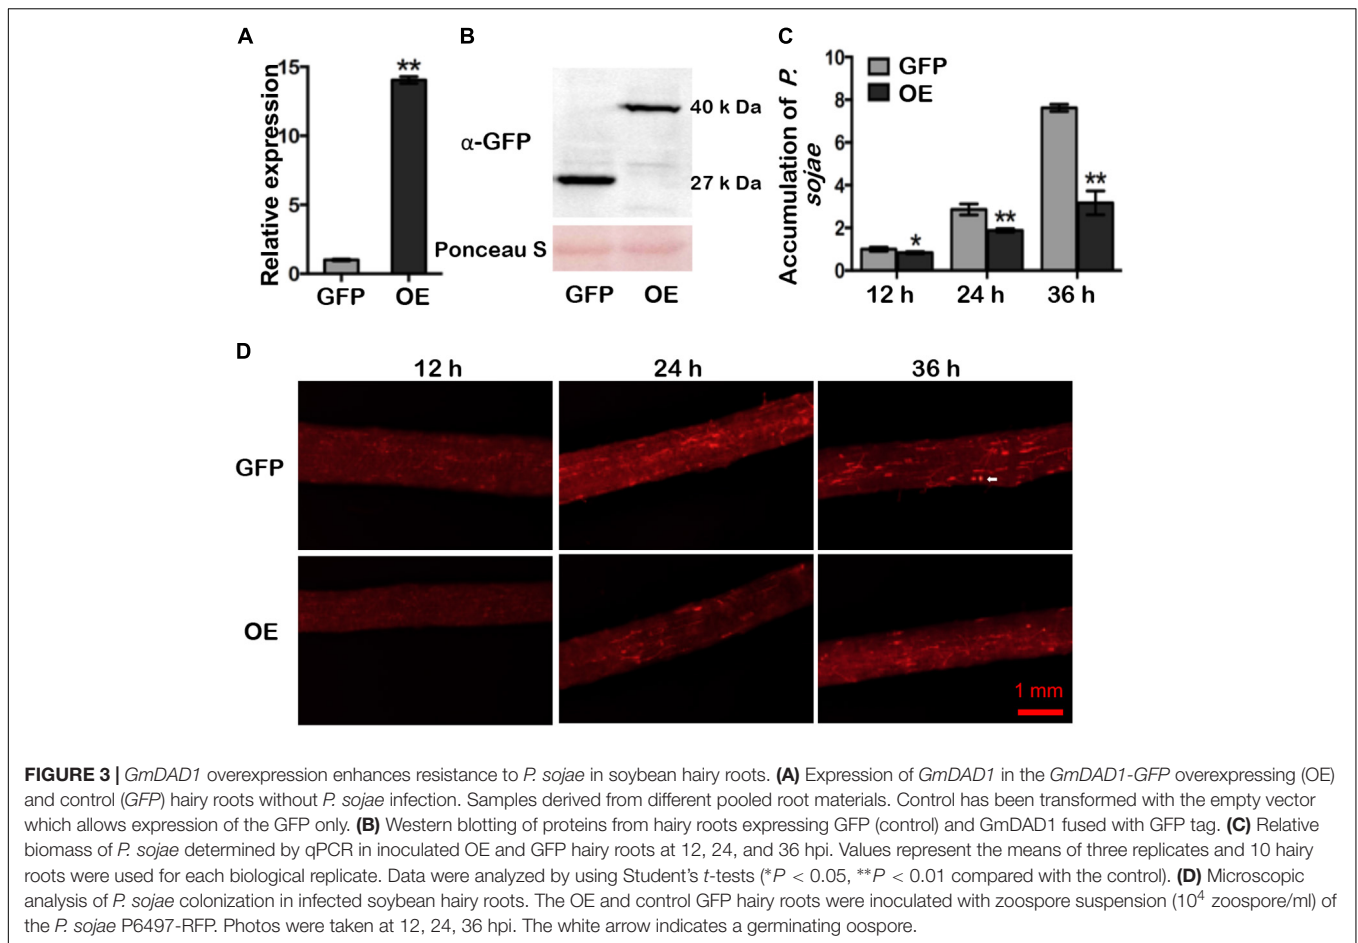 A
Relative expression
15
10
5
0
**
GFP
OE
B
α-GFP
40 k Da
27 k Da
Ponceau S
GFP
OE
C
Accumulation of P.
sojae
10
8
6
4
2
0
GFP
OE
*
**
**
12 h
24 h
36 h
D
12 h
24 h
36 h
GFP
OE
1 mm
FIGURE 3 | GmDAD1 overexpression enhances resistance to P. sojae in soybean hairy roots. (A) Expression of GmDAD1 in the GmDAD1-GFP overexpressing (OE)
and control (GFP) hairy roots without P. sojae infection. Samples derived from different pooled root materials. Control has been transformed with the empty vector
which allows expression of the GFP only. (B) Western blotting of proteins from hairy roots expressing GFP (control) and GmDAD1 fused with GFP tag. (C) Relative
biomass of P. sojae determined by qPCR in inoculated OE and GFP hairy roots at 12, 24, and 36 hpi. Values represent the means of three replicates and 10 hairy
roots were used for each biological replicate. Data were analyzed by using Student's t-tests (*P < 0.05, **P < 0.01 compared with the control). (D) Microscopic
analysis of P. sojae colonization in infected soybean hairy roots. The OE and control GFP hairy roots were inoculated with zoospore suspension (10⁴ zoospore/ml) of
the P. sojae P6497-RFP. Photos were taken at 12, 24, 36 hpi. The white arrow indicates a germinating oospore.